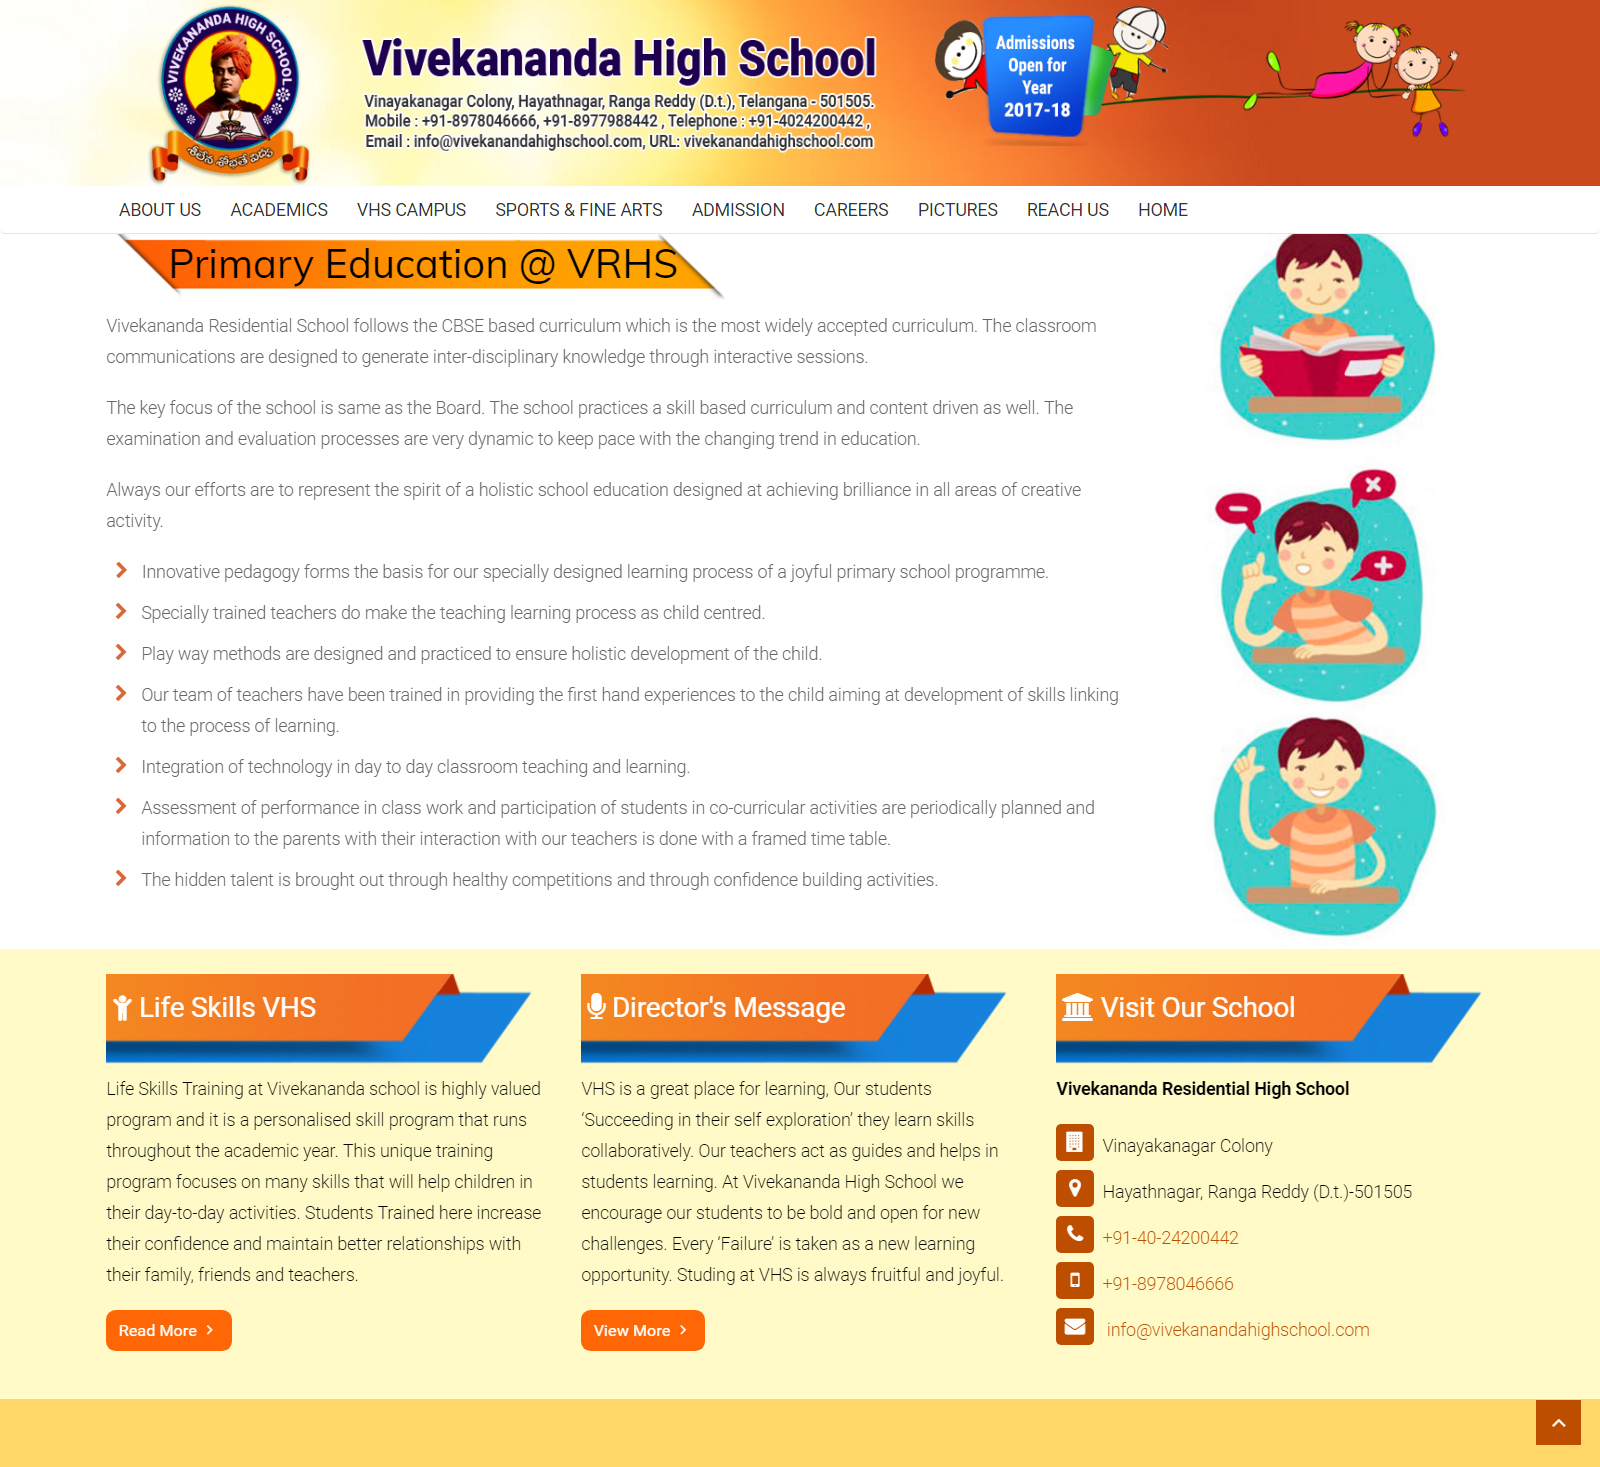 VIVEKANANDA HIGH SCHOOL
శీలేన శోభతే విద్యా
Vivekananda High School
Vinayakanagar Colony, Hayathnagar, Ranga Reddy (D.t.), Telangana - 501505.
Mobile : +91-8978046666, +91-8977988442 , Telephone : +91-4024200442 ,
Email : info@vivekanandahighschool.com, URL: vivekanandahighschool.com
Admissions
Open for
Year
2017-18
ABOUT US ACADEMICS VHS CAMPUS SPORTS & FINE ARTS ADMISSION CAREERS PICTURES REACH US HOME
Primary Education @ VRHS
Vivekananda Residential School follows the CBSE based curriculum which is the most widely accepted curriculum. The classroom
communications are designed to generate inter-disciplinary knowledge through interactive sessions.
The key focus of the school is same as the Board. The school practices a skill based curriculum and content driven as well. The
examination and evaluation processes are very dynamic to keep pace with the changing trend in education.
Always our efforts are to represent the spirit of a holistic school education designed at achieving brilliance in all areas of creative
activity.
Innovative pedagogy forms the basis for our specially designed learning process of a joyful primary school programme.
Specially trained teachers do make the teaching learning process as child centred.
Play way methods are designed and practiced to ensure holistic development of the child.
Our team of teachers have been trained in providing the first hand experiences to the child aiming at development of skills linking
to the process of learning.
Integration of technology in day to day classroom teaching and learning.
Assessment of performance in class work and participation of students in co-curricular activities are periodically planned and
information to the parents with their interaction with our teachers is done with a framed time table.
The hidden talent is brought out through healthy competitions and through confidence building activities.
Life Skills VHS
Life Skills Training at Vivekananda school is highly valued
program and it is a personalised skill program that runs
throughout the academic year. This unique training
program focuses on many skills that will help children in
their day-to-day activities. Students Trained here increase
their confidence and maintain better relationships with
their family, friends and teachers.
Read More
Director's Message
VHS is a great place for learning, Our students
‘Succeeding in their self exploration’ they learn skills
collaboratively. Our teachers act as guides and helps in
students learning. At Vivekananda High School we
encourage our students to be bold and open for new
challenges. Every ‘Failure’ is taken as a new learning
opportunity. Studing at VHS is always fruitful and joyful.
View More
Visit Our School
Vivekananda Residential High School
Vinayakanagar Colony
Hayathnagar, Ranga Reddy (D.t.)-501505
+91-40-24200442
+91-8978046666
info@vivekanandahighschool.com